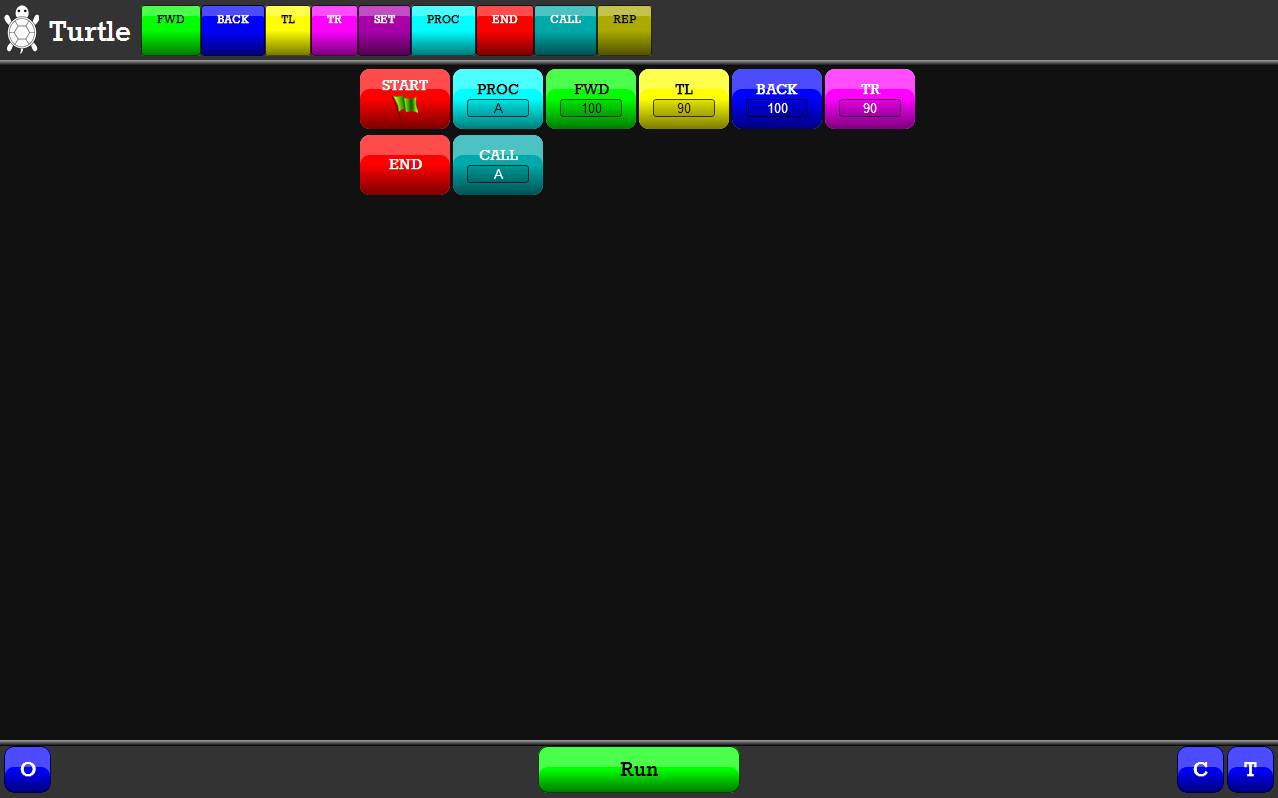 Turtle FWD BACK TL TR SET PROC END CALL REP
START PROC FWD TL BACK TR
A 100 90 100 90
END CALL
A
O Run C T